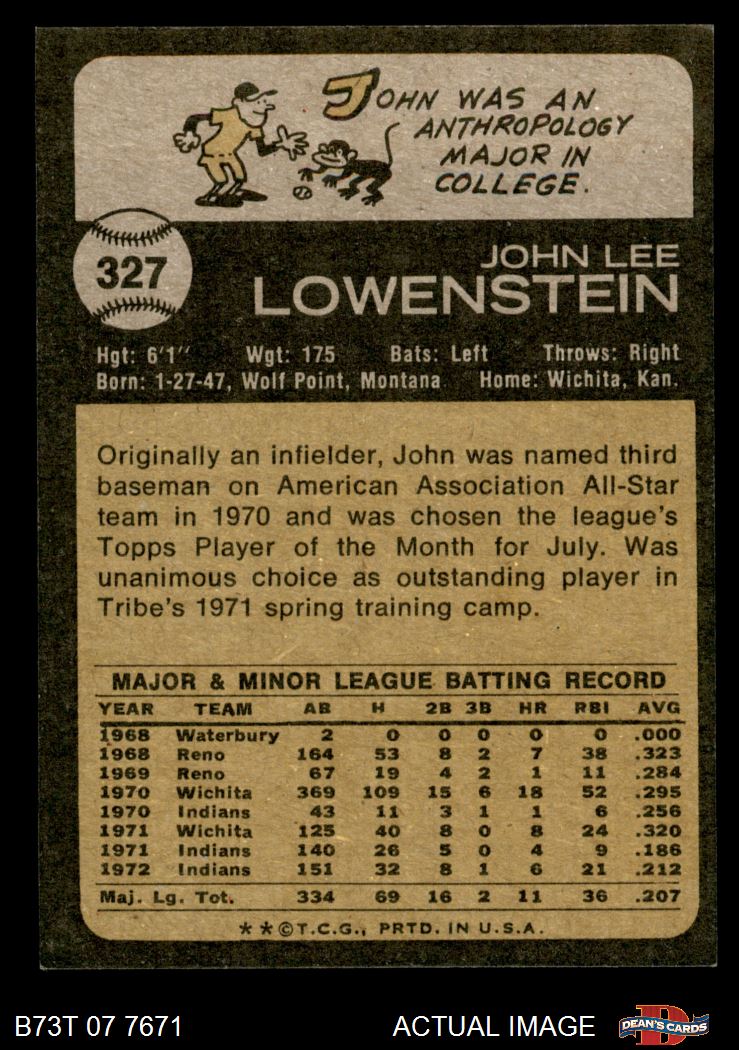 JOHN WAS AN
ANTHROPOLOGY
MAJOR IN
COLLEGE.
327
JOHN LEE
LOWENSTEIN
Hgt: 6'1'' Wgt: 175 Bats: Left Throws: Right
Born: 1-27-47, Wolf Point, Montana Home: Wichita, Kan.
Originally an infielder, John was named third
baseman on American Association All-Star
team in 1970 and was chosen the league's
Topps Player of the Month for July. Was
unanimous choice as outstanding player in
Tribe's 1971 spring training camp.
MAJOR & MINOR LEAGUE BATTING RECORD
YEAR TEAM AB H 2B 3B HR RBI AVG
1968 Waterbury 2 0 0 0 0 0 .000
1968 Reno 164 53 8 2 7 38 .323
1969 Reno 67 19 4 2 1 11 .284
1970 Wichita 369 109 15 6 18 52 .295
1970 Indians 43 11 3 1 1 6 .256
1971 Wichita 125 40 8 0 8 24 .320
1971 Indians 140 26 5 0 4 9 .186
1972 Indians 151 32 8 1 6 21 .212
Maj. Lg. Tot. 334 69 16 2 11 36 .207
**©T.C.G., PRTD. IN U.S.A.
B73T 07 7671 ACTUAL IMAGE D DEAN'S CARDS